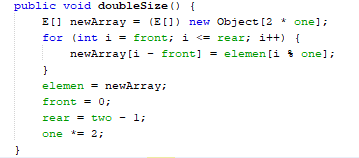 public void doubleSize() {
E[] newArray = (E[]) new Object[2 * one];
for (int i = front; i <= rear; i++) {
newArray[i - front] = elemen[i % one];
}
elemen = newArray;
front = 0;
rear = two - 1;
one *= 2;
}